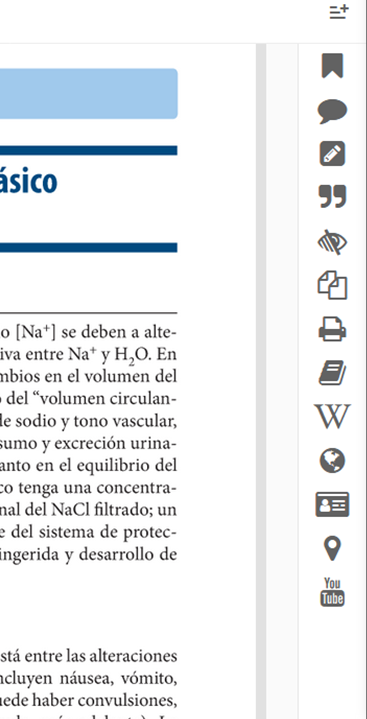 ásico
o [Na⁺] se deben a alte-
iva entre Na⁺ y H₂O. En
mbios en el volumen del
o del “volumen circulan-
de sodio y tono vascular,
sumo y excreción urina-
anto en el equilibrio del
co tenga una concentra-
nal del NaCl filtrado; un
e del sistema de protec-
ingerida y desarrollo de
stá entre las alteraciones
ncluyen náusea, vómito,
uede haber convulsiones,
W
You
Tube